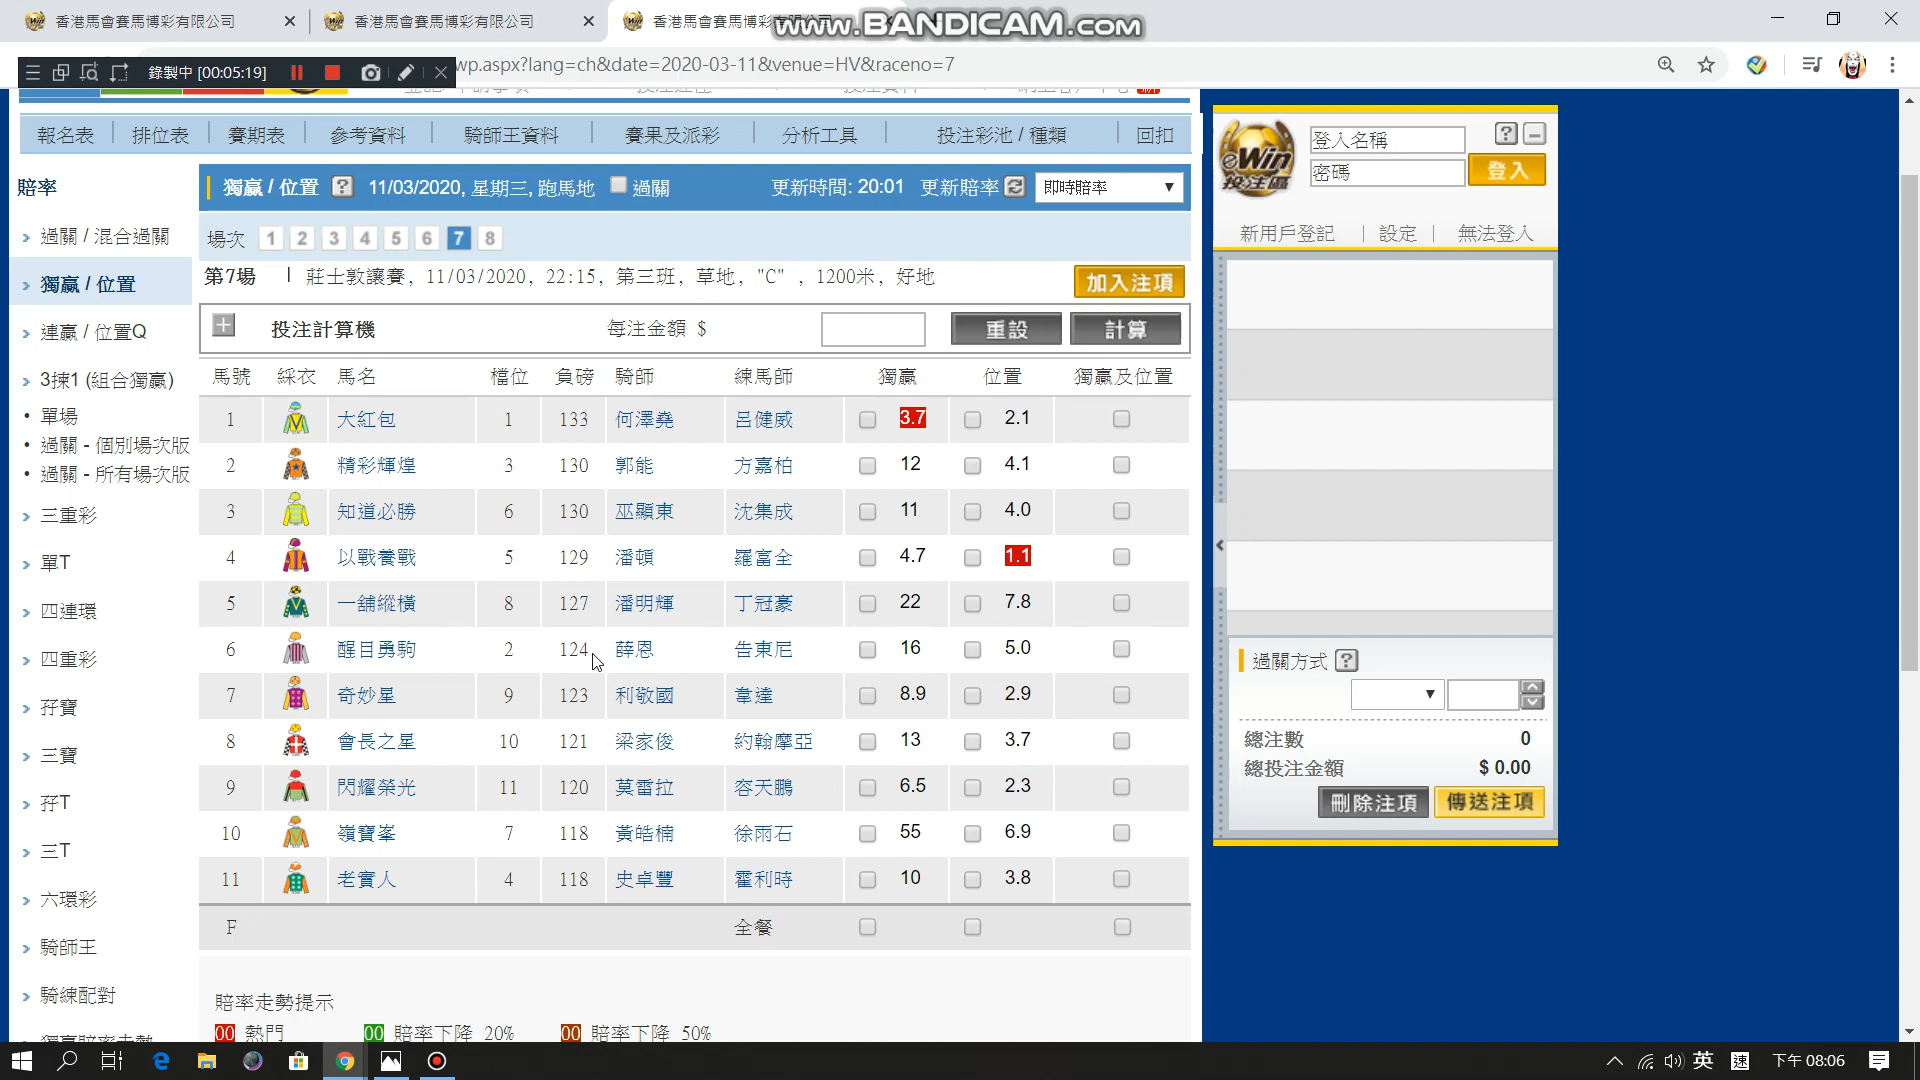 香港馬會賽馬博彩有限公司
香港馬會賽馬博彩有限公司
香港馬會賽馬博彩
www.BANDICAM.com
錄製中 [00:05:19]
wp.aspx?lang=ch&date=2020-03-11&venue=HV&raceno=7
報名表 排位表 賽期表 參考資料 騎師王資料 賽果及派彩 分析工具 投注彩池 / 種類 回扣
賠率
過關 / 混合過關
獨贏 / 位置
連贏 / 位置Q
3揀1 (組合獨贏)
單場
過關 - 個別場次版
過關 - 所有場次版
三重彩
單T
四連環
四重彩
孖寶
三寶
孖T
三T
六環彩
騎師王
騎練配對
獨贏 / 位置 ? 11/03/2020, 星期三, 跑馬地 過關 更新時間: 20:01 更新賠率 即時賠率
場次 1 2 3 4 5 6 7 8
第7場 | 莊士敦讓賽, 11/03/2020, 22:15, 第三班, 草地, "C" , 1200米, 好地 加入注項
投注計算機 每注金額 $ 重設 計算
馬號 綵衣 馬名 檔位 負磅 騎師 練馬師 獨贏 位置 獨贏及位置
1 大紅包 1 133 何澤堯 呂健威 3.7 2.1
2 精彩輝煌 3 130 郭能 方嘉柏 12 4.1
3 知道必勝 6 130 巫顯東 沈集成 11 4.0
4 以戰養戰 5 129 潘頓 羅富全 4.7 1.1
5 一舖縱橫 8 127 潘明輝 丁冠豪 22 7.8
6 醒目勇駒 2 124 薛恩 告東尼 16 5.0
7 奇妙星 9 123 利敬國 韋達 8.9 2.9
8 會長之星 10 121 梁家俊 約翰摩亞 13 3.7
9 閃耀榮光 11 120 莫雷拉 容天鵬 6.5 2.3
10 嶺寶峯 7 118 黃皓楠 徐雨石 55 6.9
11 老實人 4 118 史卓豐 霍利時 10 3.8
F 全餐
賠率走勢提示
00 熱門 00 賠率下降 20% 00 賠率下降 50%
eWin
投注區
登入名稱
密碼
? 登入
新用戶登記 | 設定 | 無法登入
過關方式 ?
總注數 0
總投注金額 $ 0.00
刪除注項 傳送注項
英 速 下午 08:06